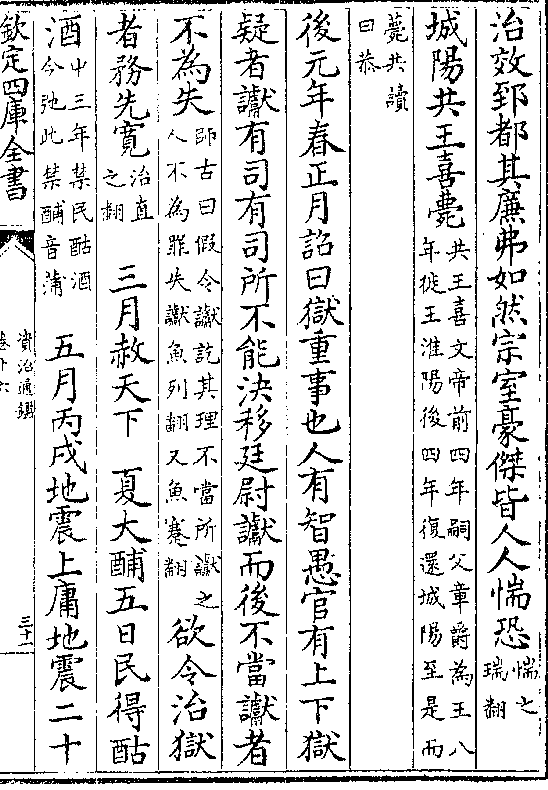 治效郅都其廉弗如然宗室豪傑皆人人惴恐惴之瑞翻
城陽共王喜薨共王喜文帝前四年嗣父章爵為王八年徙王淮陽後四年復還城陽至是而
薨共讀曰恭
後元年春正月詔曰獄重事也人有智愚官有上下獄
疑者讞有司有司所不能決移廷尉讞而後不當讞者
不為失師古曰假令讞訖其理不當所讞之人不為罪失讞魚列翻又魚蹇翻欲令治獄
者務先寛治直之翻 三月赦天下 夏大酺五日民得酤
酒中三年禁民酤酒今弛此禁酺音蒲 五月丙戌地震上庸地震二十
欽定四庫全書
資治通鑑
卷十六
三十一